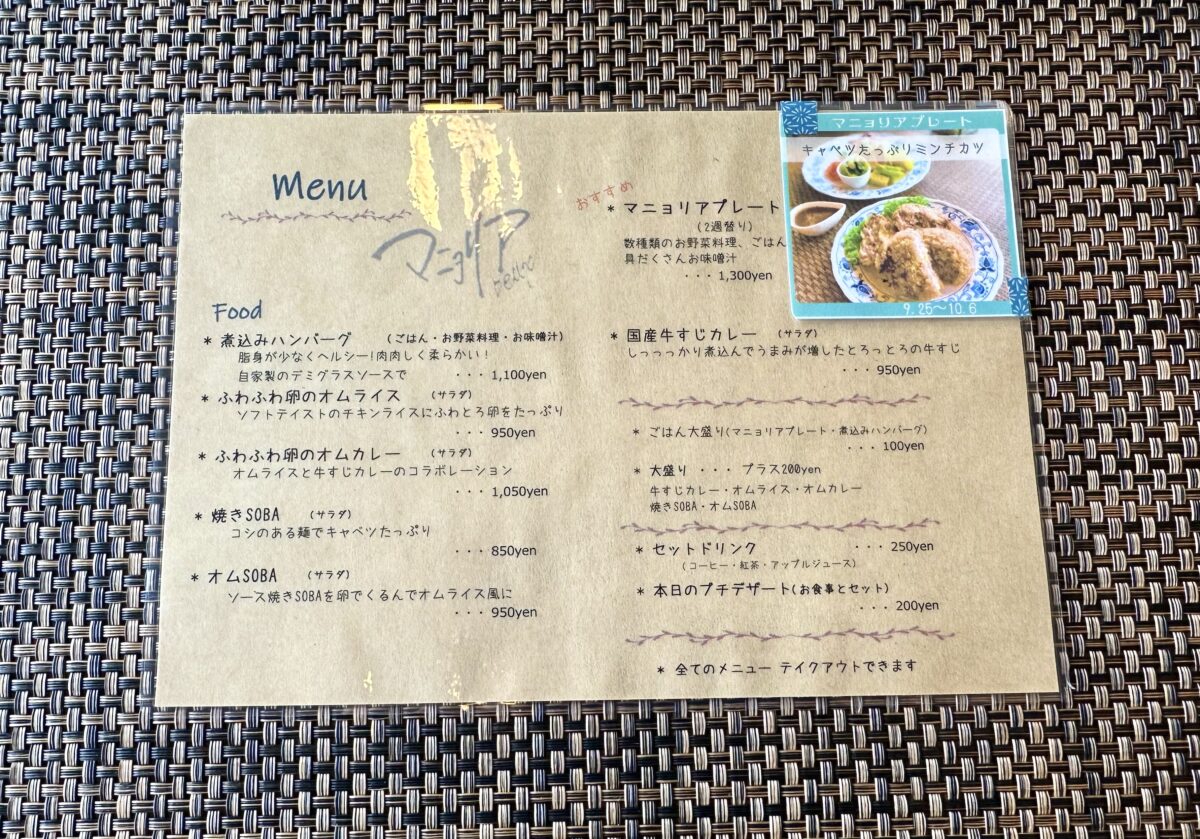 Menu
マニョリア
Food
* 煮込みハンバーグ (ごはん・お野菜料理・お味噌汁)
脂身が少なくヘルシー!肉肉しく柔らかい!
自家製のデミグラスソースで ・・・1,100yen
* ふわふわ卵のオムライス (サラダ)
ソフトテイストのチキンライスにふわとろ卵をたっぷり
・・・950yen
* ふわふわ卵のオムカレー (サラダ)
オムライスと牛すじカレーのコラボレーション
・・・1,050yen
* 焼きSOBA (サラダ)
コシのある麺でキャベツたっぷり
・・・850yen
* オムSOBA (サラダ)
ソース焼きSOBAを卵でくるんでオムライス風に
・・・950yen
おすすめ
* マニョリアプレート
(2週替り)
数種類のお野菜料理、ごはん
具だくさんお味噌汁
・・・1,300yen
マニョリアプレート
キャベツたっぷりミンチカツ
9.25〜10.6
* 国産牛すじカレー (サラダ)
しっっっかり煮込んでうまみが増したとろっとろの牛すじ
・・・950yen
* ごはん大盛り(マニョリアプレート・煮込みハンバーグ)
・・・100yen
* 大盛り ・・・ プラス200yen
牛すじカレー・オムライス・オムカレー
焼きSOBA・オムSOBA
* セットドリンク ・・・250yen
(コーヒー・紅茶・アップルジュース)
* 本日のプチデザート(お食事とセット)
・・・200yen
* 全てのメニュー テイクアウトできます